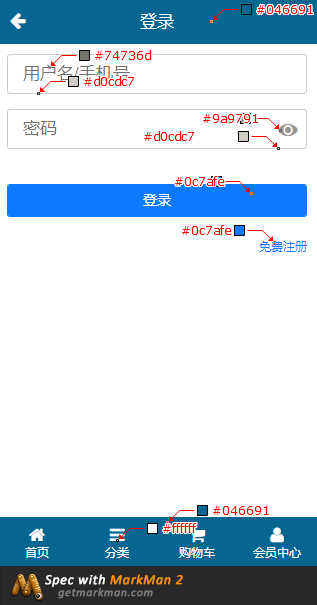 登录
#046691
#74736d
用户名/手机号
#d0cdc7
#9a9791
密码
#d0cdc7
#0c7afe
登录
#0c7afe
免费注册
#046691
#ffffff
首页 分类 购物车 会员中心
Spec with MarkMan 2
getmarkman.com